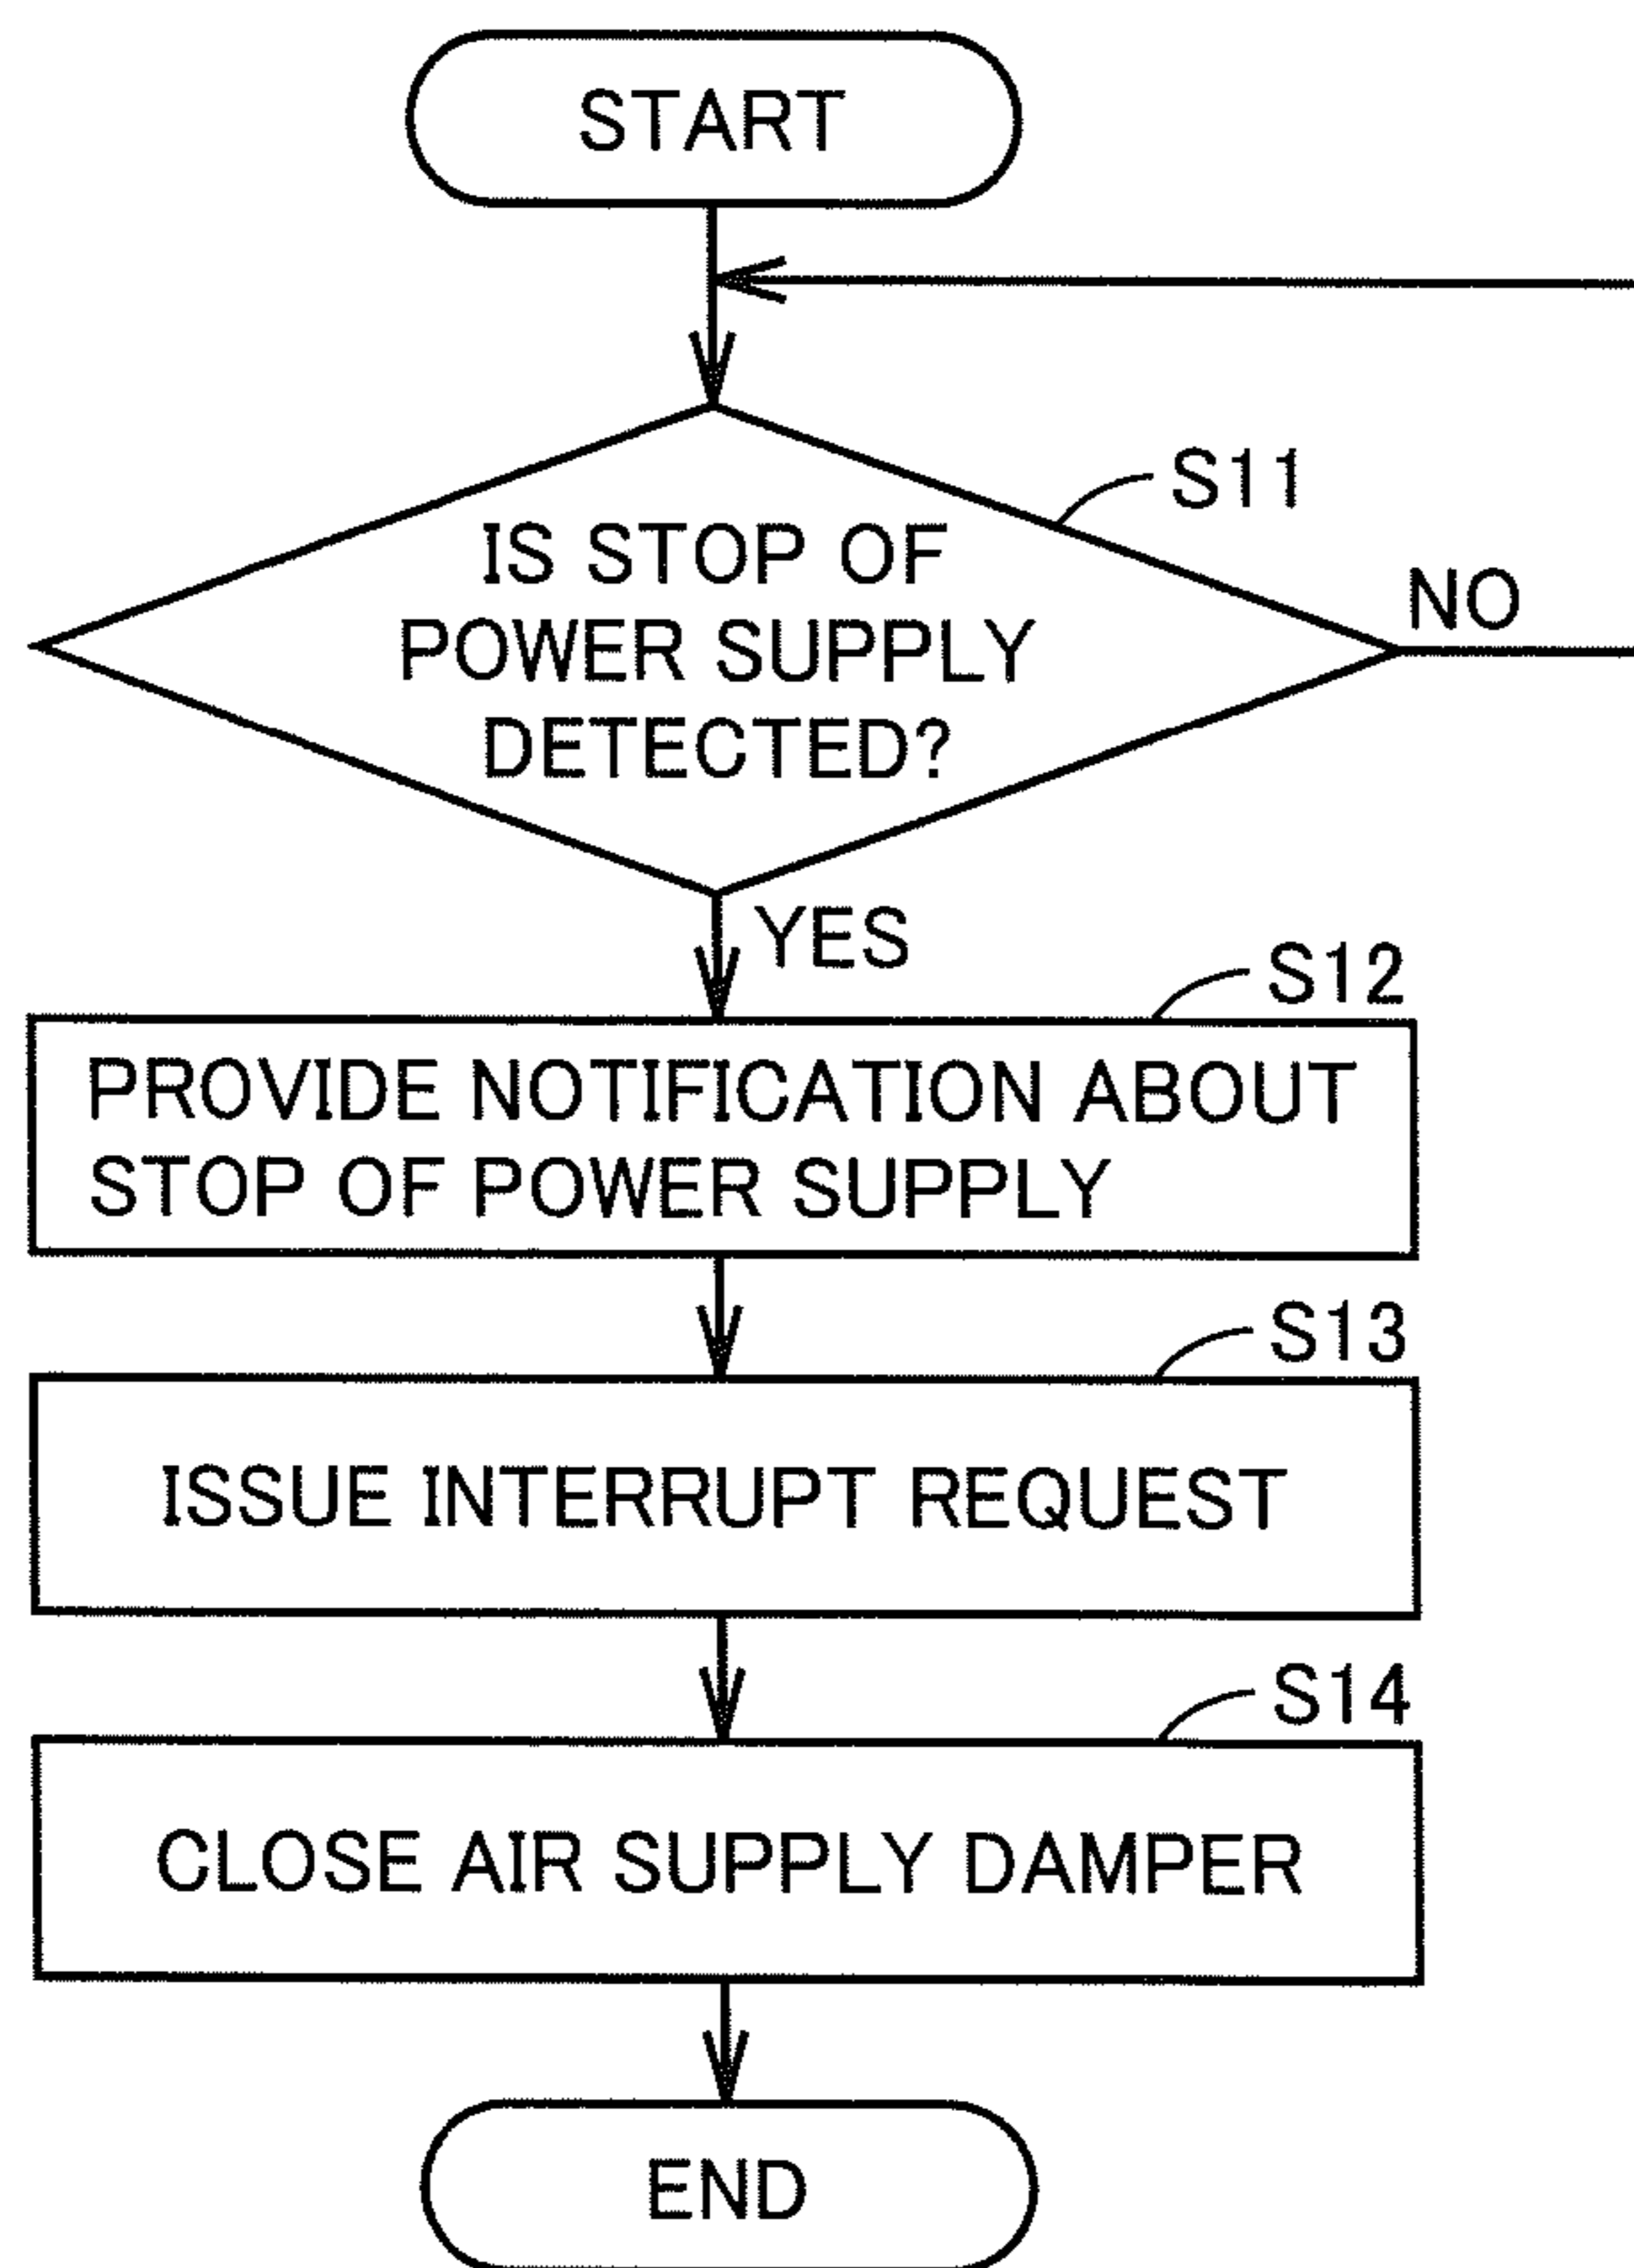 START
S11
IS STOP OF
POWER SUPPLY
DETECTED?
NO
YES
S12
PROVIDE NOTIFICATION ABOUT
STOP OF POWER SUPPLY
S13
ISSUE INTERRUPT REQUEST
S14
CLOSE AIR SUPPLY DAMPER
END